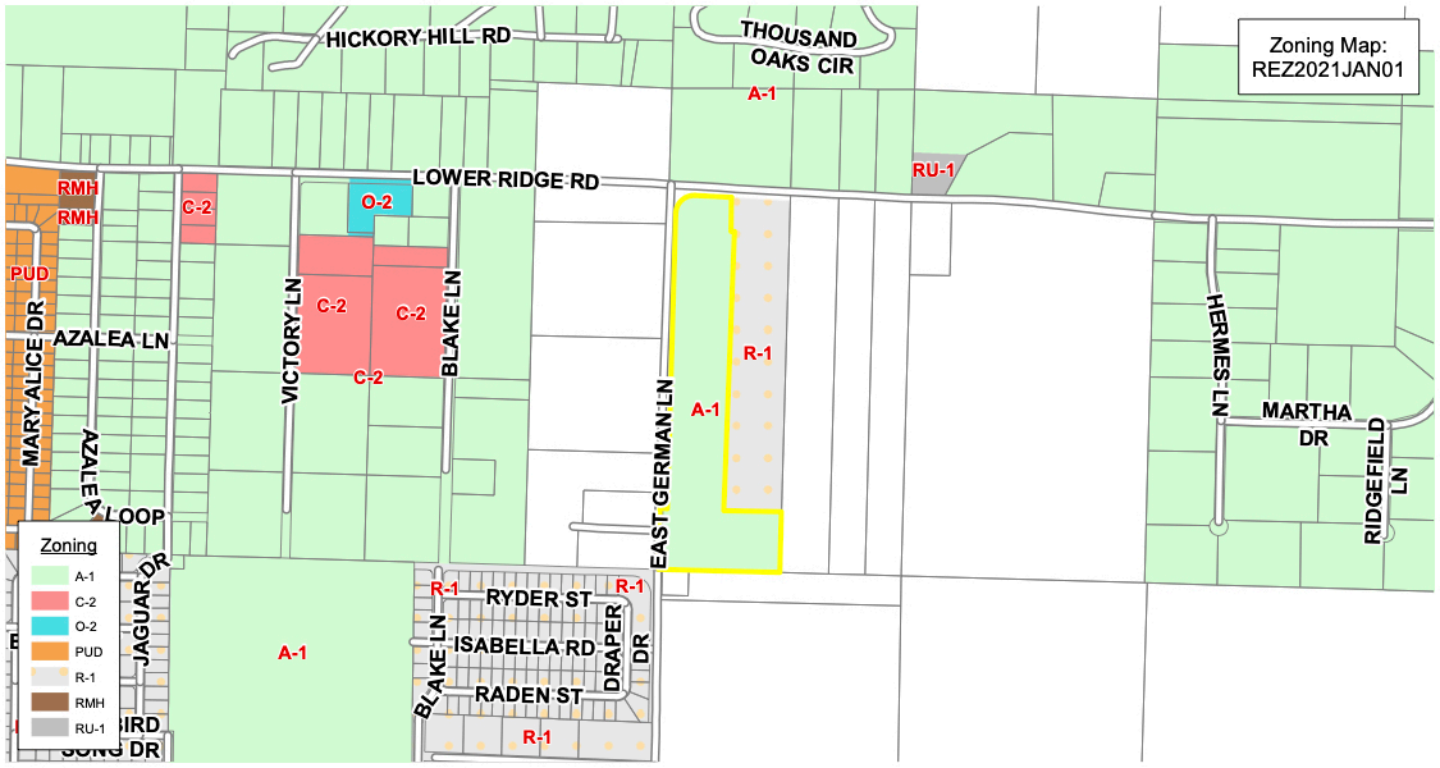 HICKORY HILL RD
THOUSAND
OAKS CIR
Zoning Map:
REZ2021JAN01
A-1
RMH
RMH
C-2
O-2
LOWER RIDGE RD
RU-1
PUD
MARY ALICE DR
AZALEA LN
AZALEA
LOOP
VICTORY LN
C-2
C-2
C-2
BLAKE LN
EAST GERMAN LN
A-1
R-1
HERMES LN
MARTHA
DR
RIDGEFIELD
LN
Zoning
A-1
C-2
O-2
PUD
R-1
RMH
RU-1
JAGUAR
DR
BIRD
SONG DR
A-1
R-1
R-1
RYDER ST
ISABELLA RD
RADEN ST
DRAPER
DR
BLAKE LN
R-1